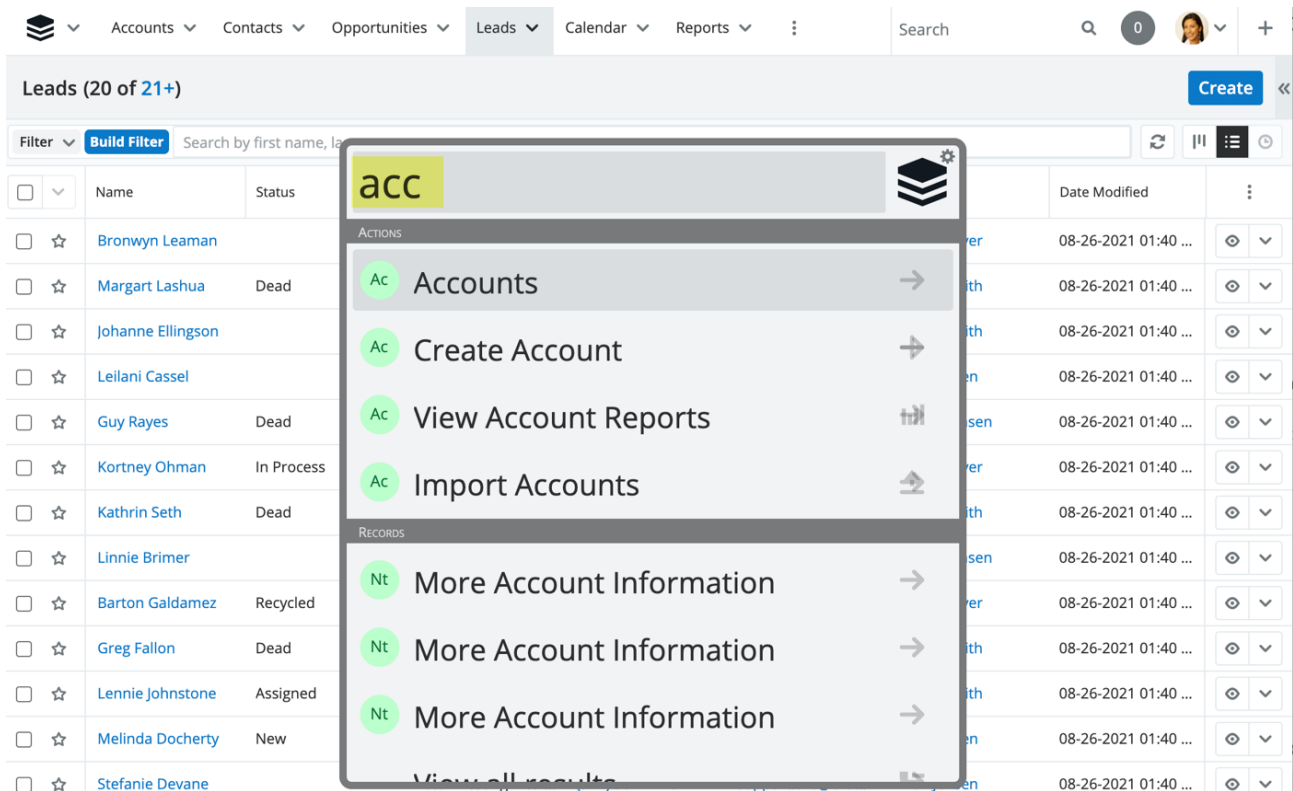 Accounts Contacts Opportunities Leads Calendar Reports Search 0
Leads (20 of 21+) Create
Filter Build Filter Search by first name, la
Name Status Date Modified
acc
ACTIONS
Ac Accounts
Ac Create Account
Ac View Account Reports
Ac Import Accounts
RECORDS
Nt More Account Information
Nt More Account Information
Nt More Account Information
View all results
Bronwyn Leaman 08-26-2021 01:40 ...
Margart Lashua Dead 08-26-2021 01:40 ...
Johanne Ellingson 08-26-2021 01:40 ...
Leilani Cassel 08-26-2021 01:40 ...
Guy Rayes Dead 08-26-2021 01:40 ...
Kortney Ohman In Process 08-26-2021 01:40 ...
Kathrin Seth Dead 08-26-2021 01:40 ...
Linnie Brimer 08-26-2021 01:40 ...
Barton Galdamez Recycled 08-26-2021 01:40 ...
Greg Fallon Dead 08-26-2021 01:40 ...
Lennie Johnstone Assigned 08-26-2021 01:40 ...
Melinda Docherty New 08-26-2021 01:40 ...
Stefanie Devane 08-26-2021 01:40 ...